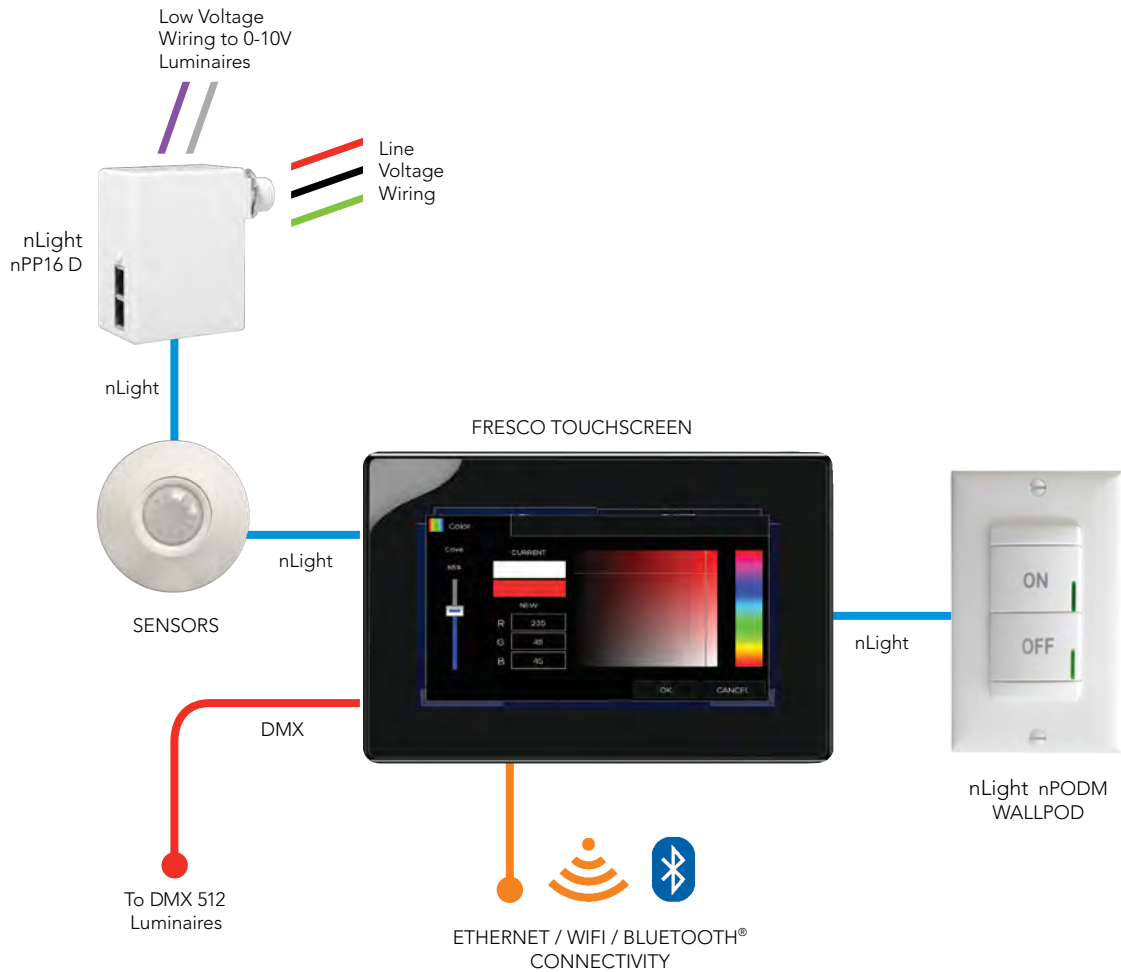 Low Voltage
Wiring to 0-10V
Luminaires
Line
Voltage
Wiring
nLight
nPP16 D
nLight
FRESCO TOUCHSCREEN
nLight
SENSORS
Color
Cove
CURRENT
NEW
R 235
G 45
B 45
OK CANCEL
nLight
ON
OFF
nLight nPODM
WALLPOD
DMX
To DMX 512
Luminaires
ETHERNET / WIFI / BLUETOOTH®
CONNECTIVITY